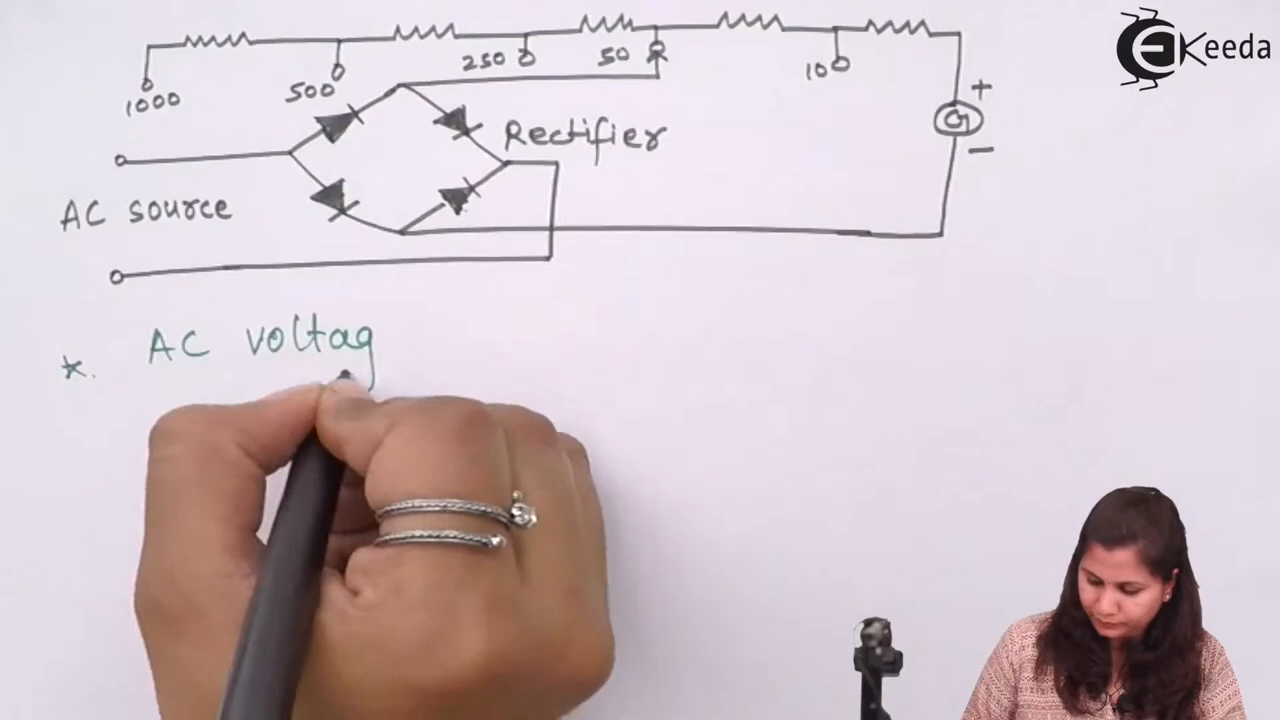 1000 500 250 50 10
+
G
−
Rectifier
AC source
* . AC voltag
EKeeda